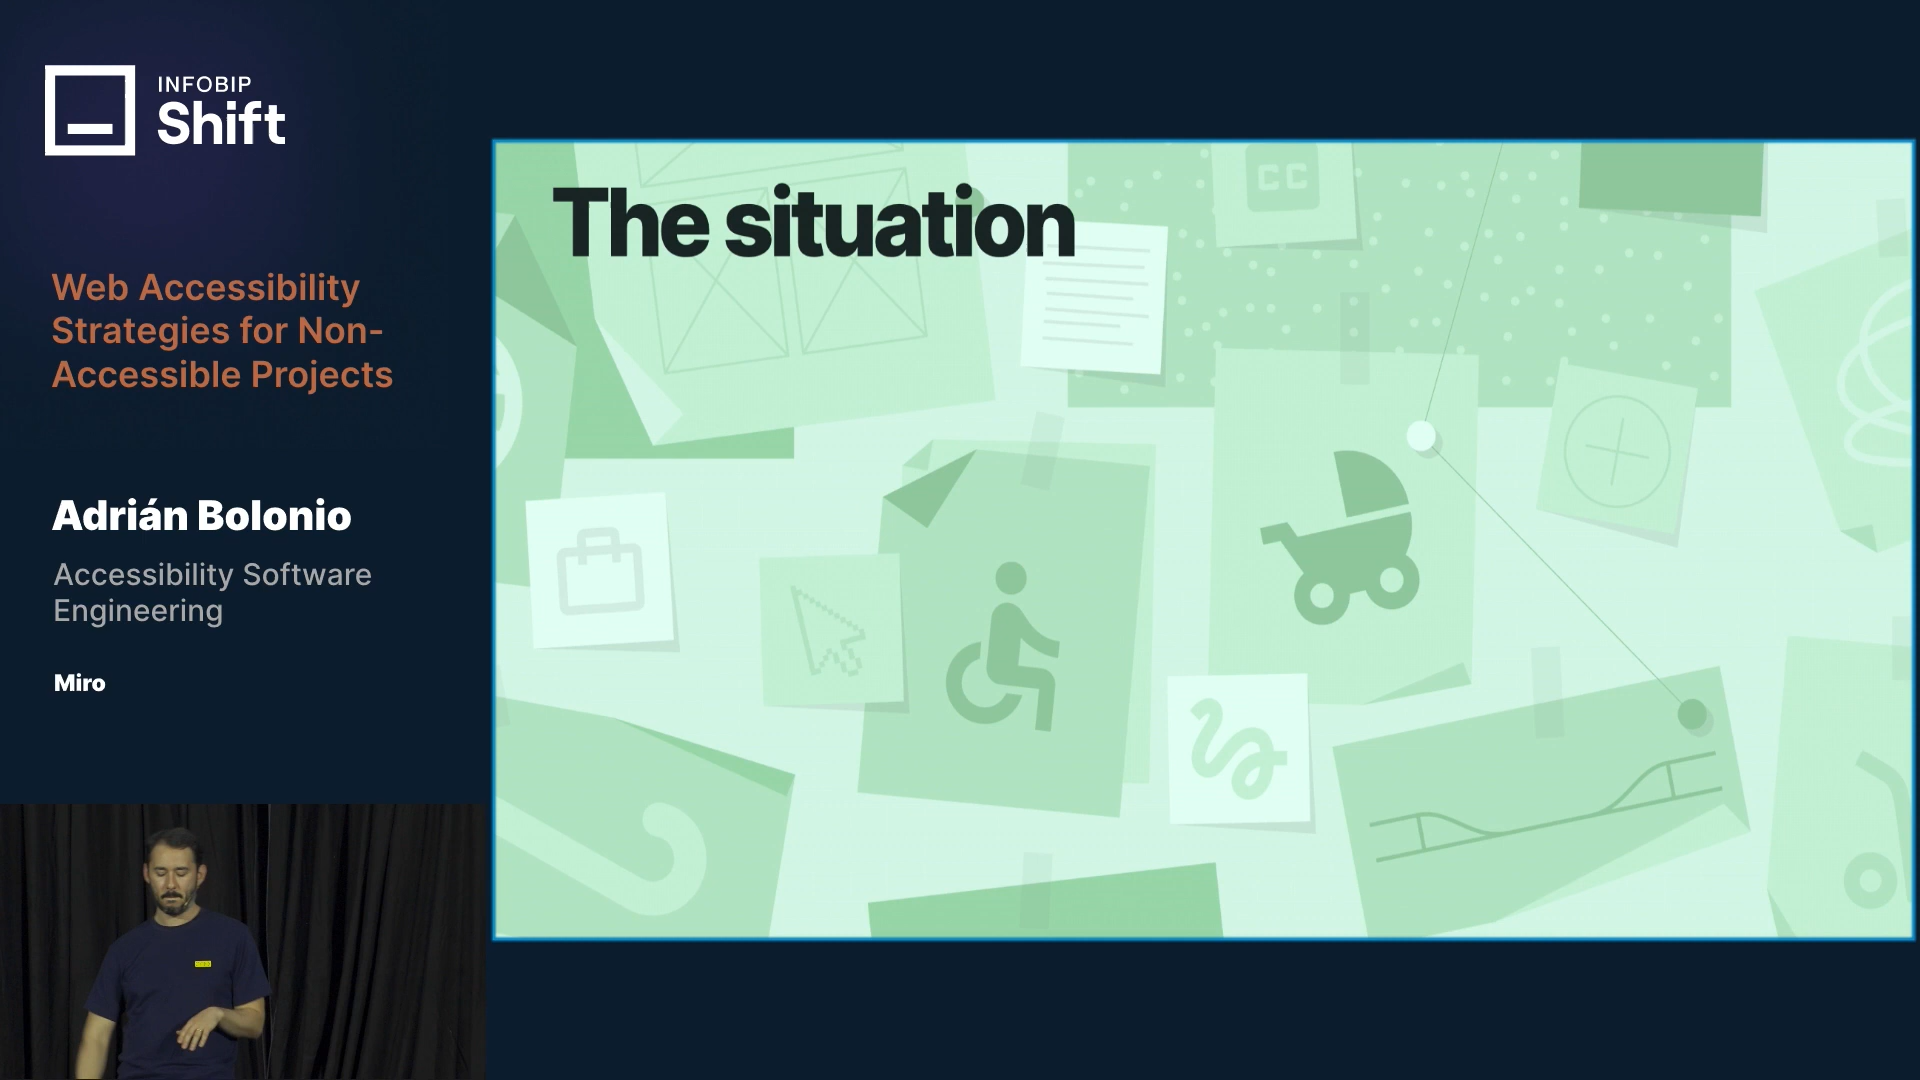 INFOBIP
Shift
Web Accessibility
Strategies for Non-
Accessible Projects
Adrián Bolonio
Accessibility Software
Engineering
Miro
The situation
CC